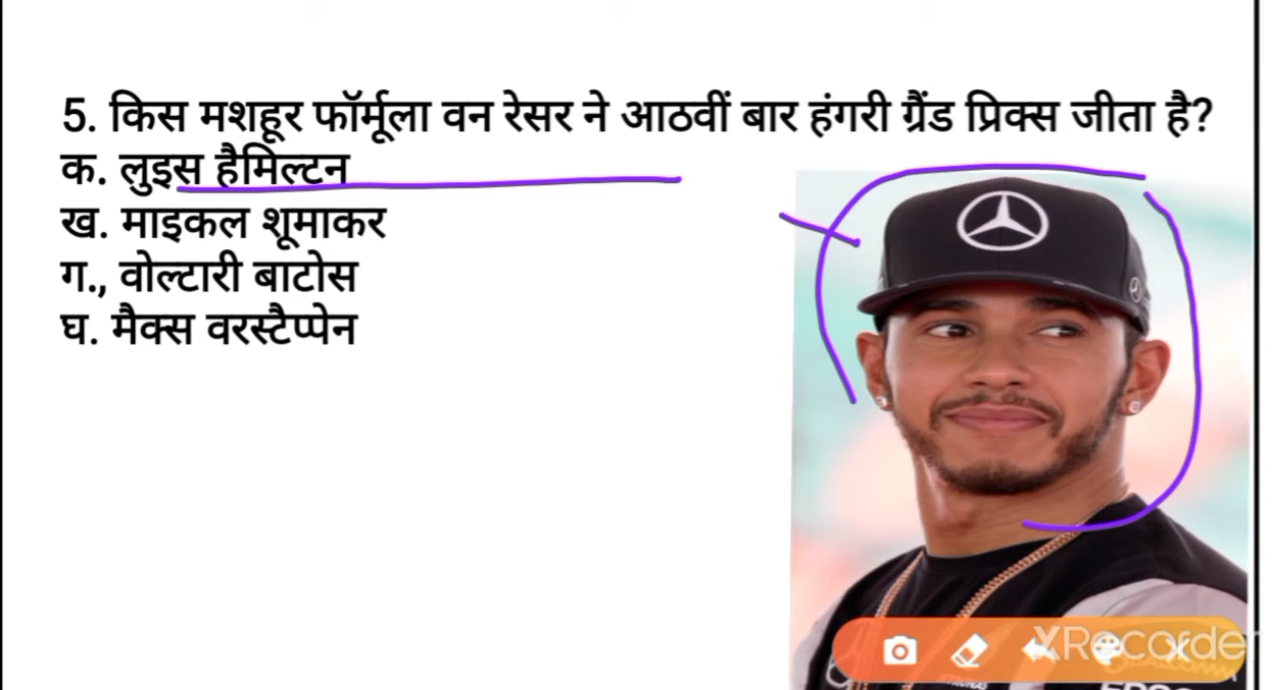 5. किस मशहूर फॉर्मूला वन रेसर ने आठवीं बार हंगरी ग्रैंड प्रिक्स जीता है?
क. लुइस हैमिल्टन
ख. माइकल शूमाकर
ग., वोल्टारी बाटोस
घ. मैक्स वरस्टैप्पेन
XRecorder